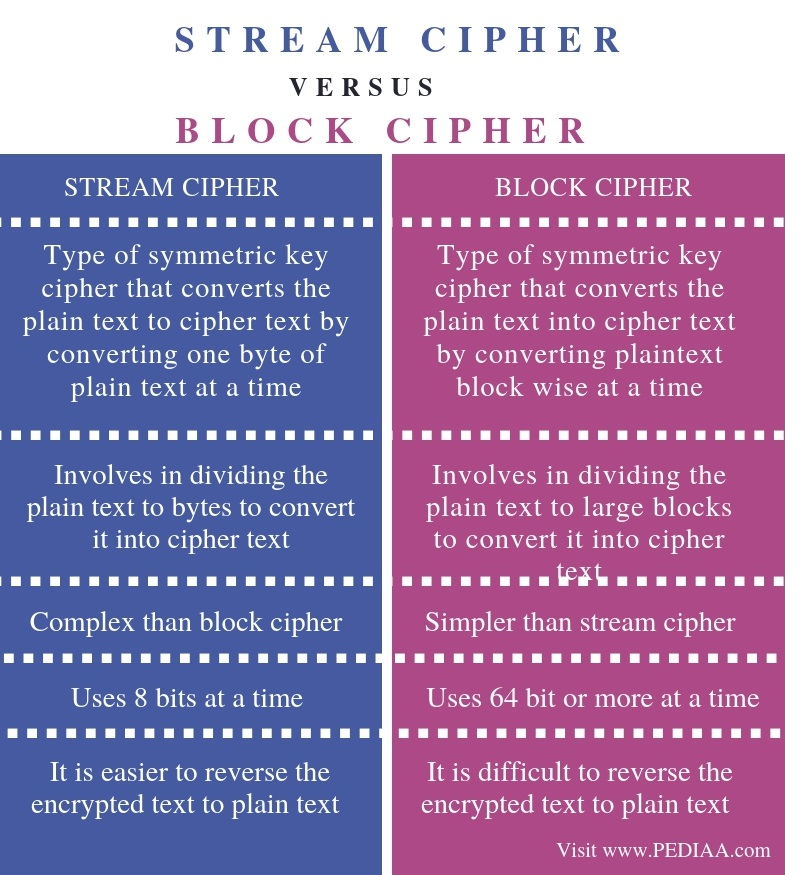 STREAM CIPHER
VERSUS
BLOCK CIPHER
STREAM CIPHER
Type of symmetric key
cipher that converts the
plain text to cipher text by
converting one byte of
plain text at a time
Involves in dividing the
plain text to bytes to convert
it into cipher text
Complex than block cipher
Uses 8 bits at a time
It is easier to reverse the
encrypted text to plain text
BLOCK CIPHER
Type of symmetric key
cipher that converts the
plain text into cipher text
by converting plaintext
block wise at a time
Involves in dividing the
plain text to large blocks
to convert it into cipher
text
Simpler than stream cipher
Uses 64 bit or more at a time
It is difficult to reverse the
encrypted text to plain text
Visit www.PEDIAA.com